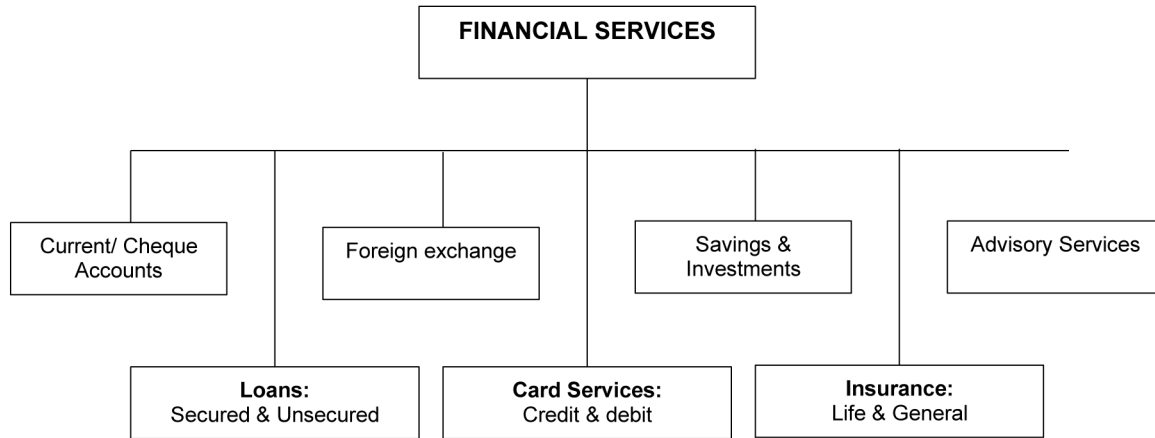 FINANCIAL SERVICES
Current/ Cheque
Accounts
Foreign exchange
Savings &
Investments
Advisory Services
Loans:
Secured & Unsecured
Card Services:
Credit & debit
Insurance:
Life & General